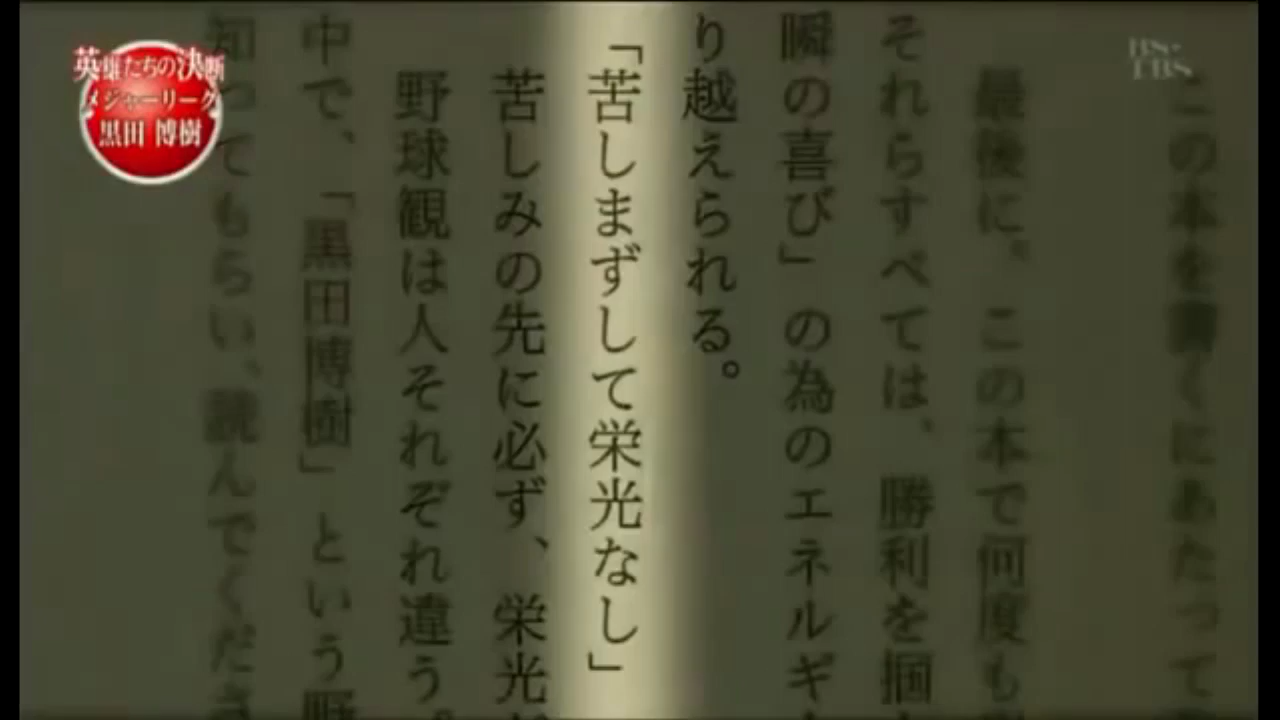 英雄たちの決断
メジャーリーグ
黒田 博樹
BS-TBS
この本を書くにあたって
最後に、この本で何度も
それらすべては、勝利を掴
瞬の喜び」の為のエネルギ
り越えられる。
「苦しまずして栄光なし」
苦しみの先に必ず、栄光
野球観は人それぞれ違う。
中で、「黒田博樹」という野
知ってもらい、読んでくださ